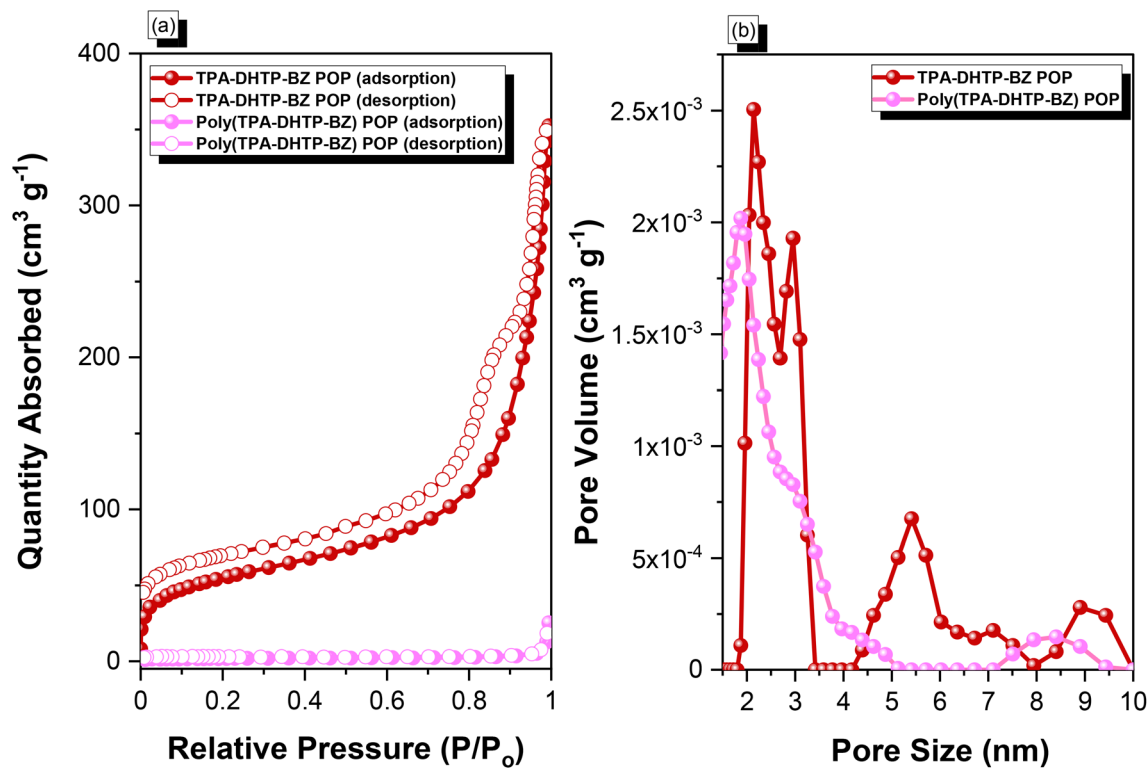 (a)
400
300
200
100
0
Quantity Absorbed (cm³ g⁻¹)
TPA-DHTP-BZ POP (adsorption)
TPA-DHTP-BZ POP (desorption)
Poly(TPA-DHTP-BZ) POP (adsorption)
Poly(TPA-DHTP-BZ) POP (desorption)
0 0.2 0.4 0.6 0.8 1
Relative Pressure (P/Pₒ)
(b)
2.5x10⁻³
2x10⁻³
1.5x10⁻³
1x10⁻³
5x10⁻⁴
0
Pore Volume (cm³ g⁻¹)
TPA-DHTP-BZ POP
Poly(TPA-DHTP-BZ) POP
2 3 4 5 6 7 8 9 10
Pore Size (nm)